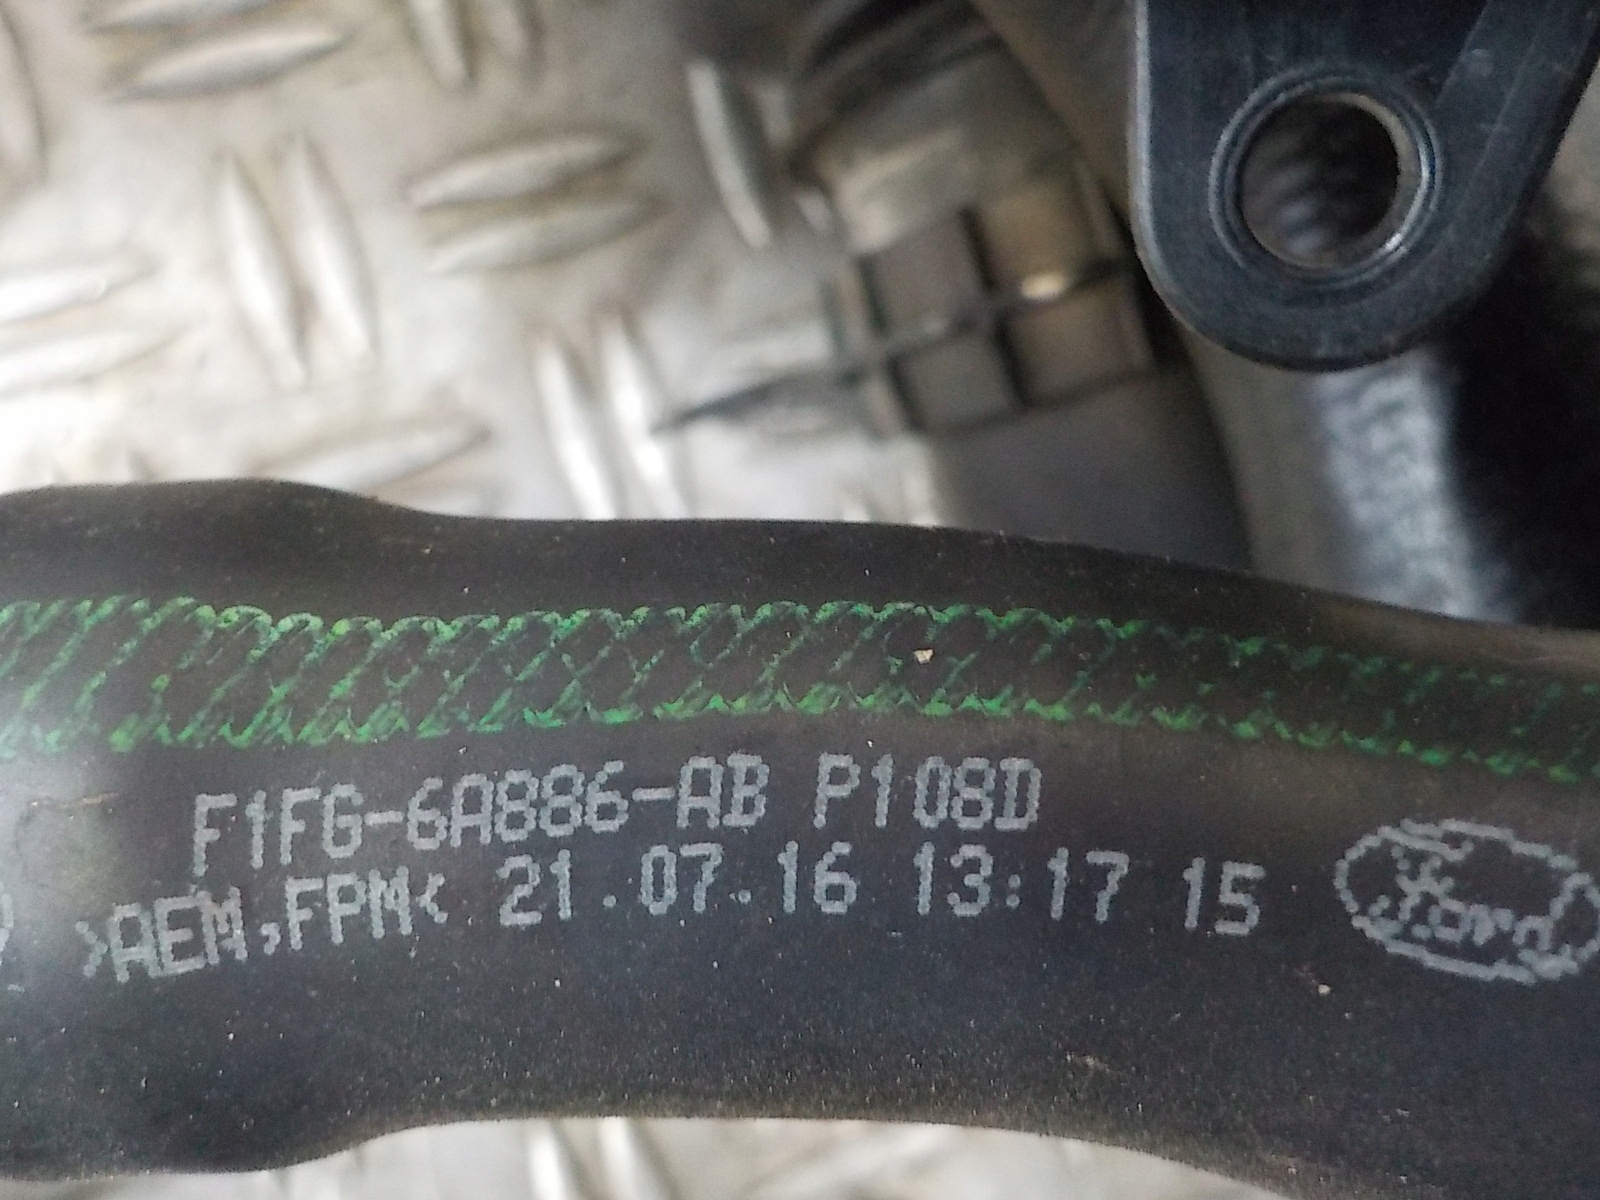 F1FG-6A886-AB P108D
>AEM,FPM< 21.07.16 13:17 15
Ford